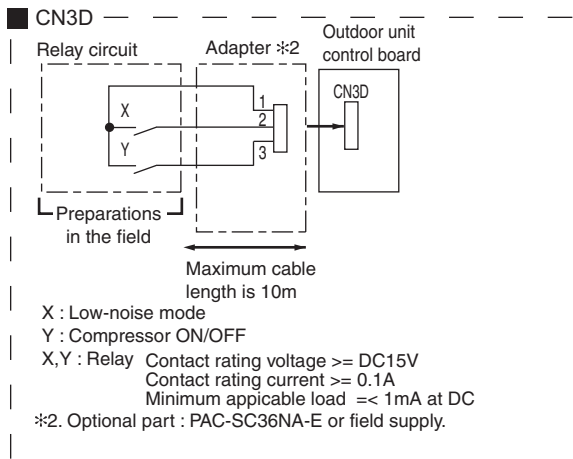 CN3D
Relay circuit
Adapter ✻2
Outdoor unit
control board
CN3D
X
Y
1
2
3
Preparations
in the field
Maximum cable
length is 10m
X : Low-noise mode
Y : Compressor ON/OFF
X,Y : Relay Contact rating voltage >= DC15V
Contact rating current >= 0.1A
Minimum appicable load =< 1mA at DC
✻2. Optional part : PAC-SC36NA-E or field supply.